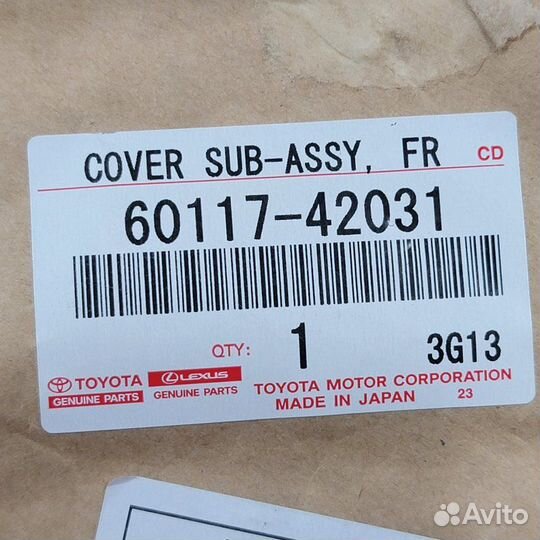 COVER SUB-ASSY, FR CD
60117-42031
QTY: 1 3G13
TOYOTA LEXUS
GENUINE PARTS GENUINE PARTS
TOYOTA MOTOR CORPORATION
MADE IN JAPAN 23
Avito